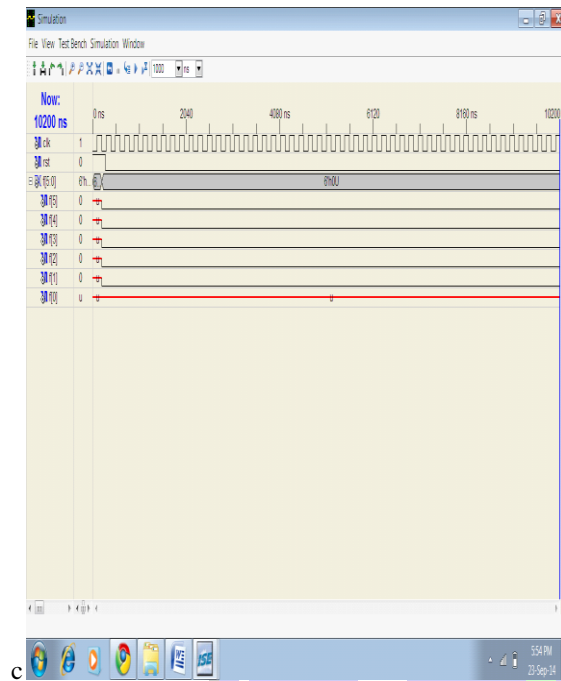 Simulation
File View Test Bench Simulation Window
1000 ns
Now:
10200 ns
0 ns 2040 4080 ns 6120 8160 ns 10200
clk 1
rst 0
f[5:0] 6'h... 6'h0U
f[5] 0 U
f[4] 0 U
f[3] 0 U
f[2] 0 U
f[1] 0 U
f[0] U U U
ISE
5:54 PM
23-Sep-14
c